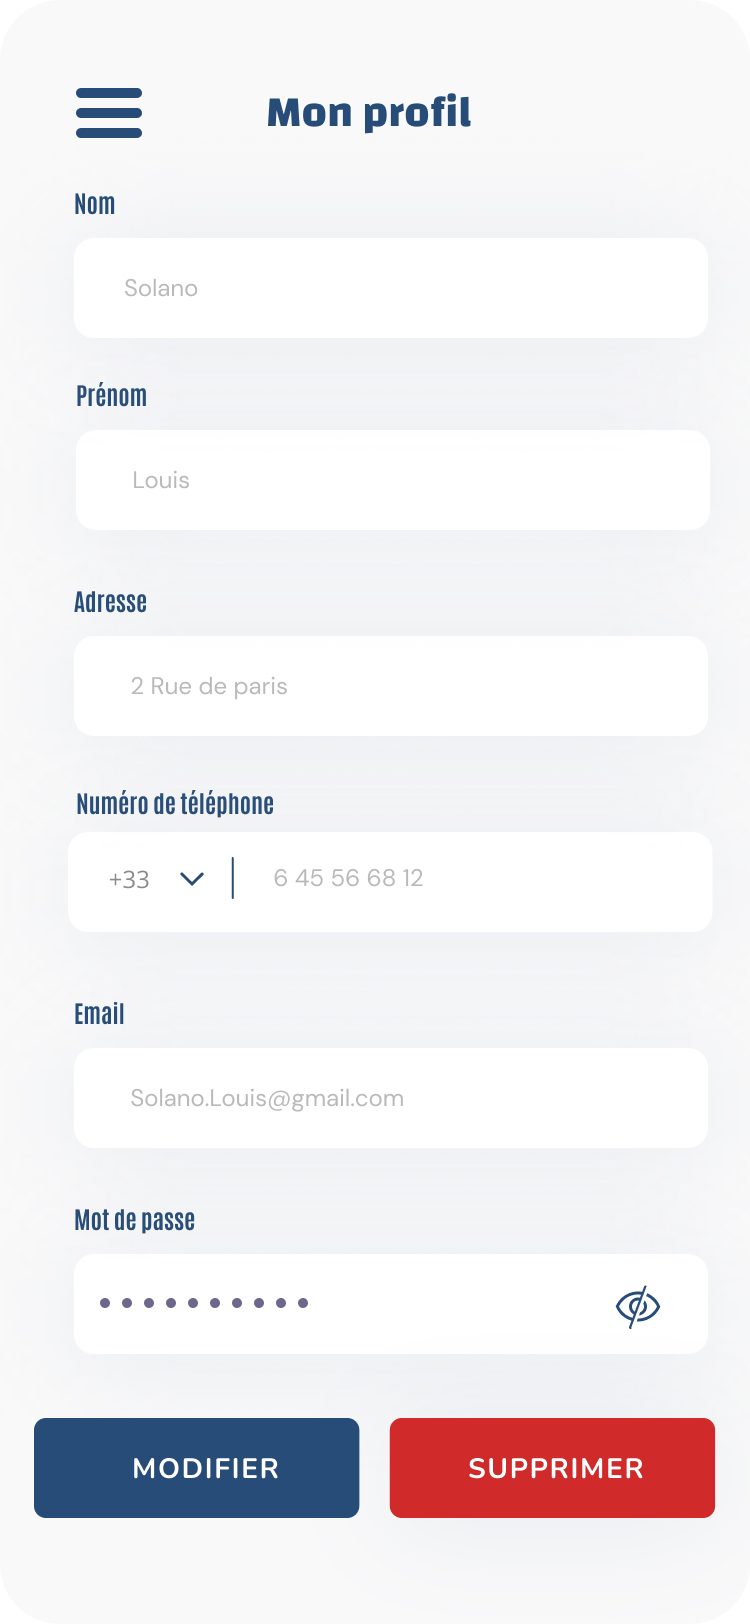 Mon profil
Nom
Solano
Prénom
Louis
Adresse
2 Rue de paris
Numéro de téléphone
+33 6 45 56 68 12
Email
Solano.Louis@gmail.com
Mot de passe
MODIFIER SUPPRIMER